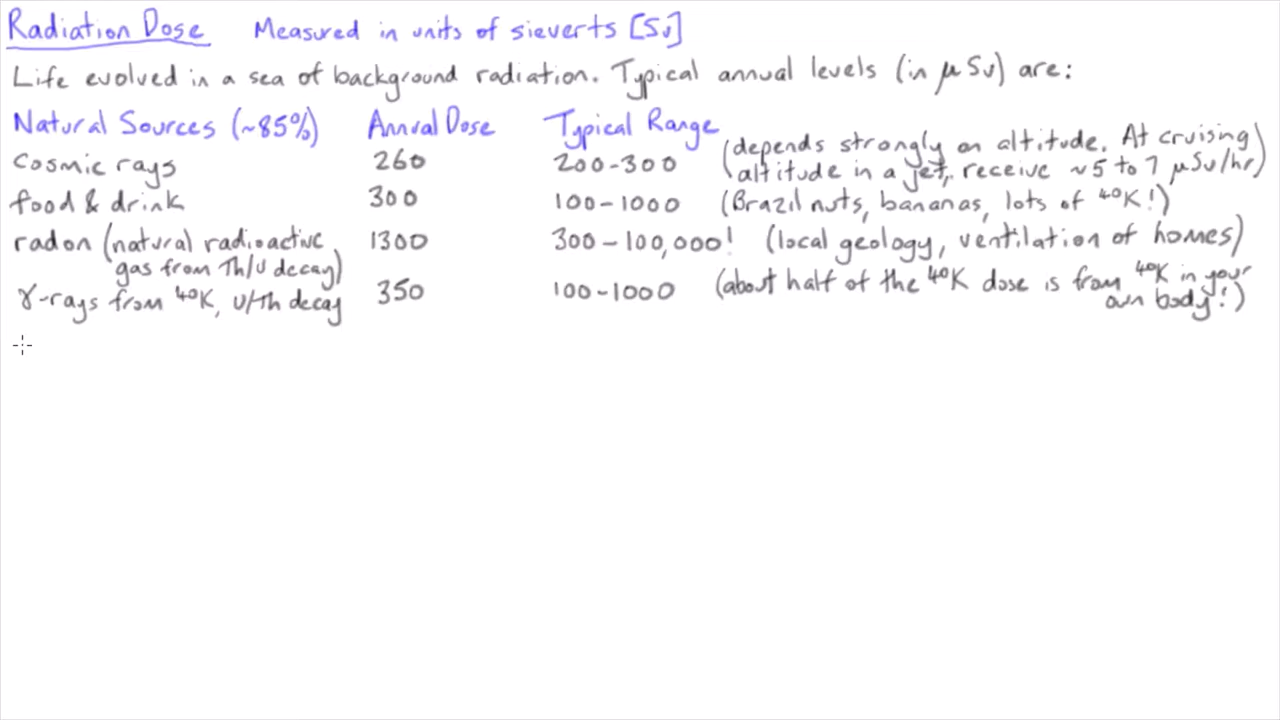 Radiation Dose Measured in units of sieverts [Sv]
Life evolved in a sea of background radiation. Typical annual levels (in μSv) are:
Natural Sources (~85%) Annual Dose Typical Range
cosmic rays 260 200-300 (depends strongly on altitude. At cruising
altitude in a jet, receive ~5 to 7 μSv/hr)
food & drink 300 100-1000 (Brazil nuts, bananas, lots of ⁴⁰K!)
radon (natural radioactive 1300 300-100,000! (local geology, ventilation of homes)
gas from Th/U decay)
γ-rays from ⁴⁰K, U/Th decay 350 100-1000 (about half of the ⁴⁰K dose is from ⁴⁰K in your
own body!)